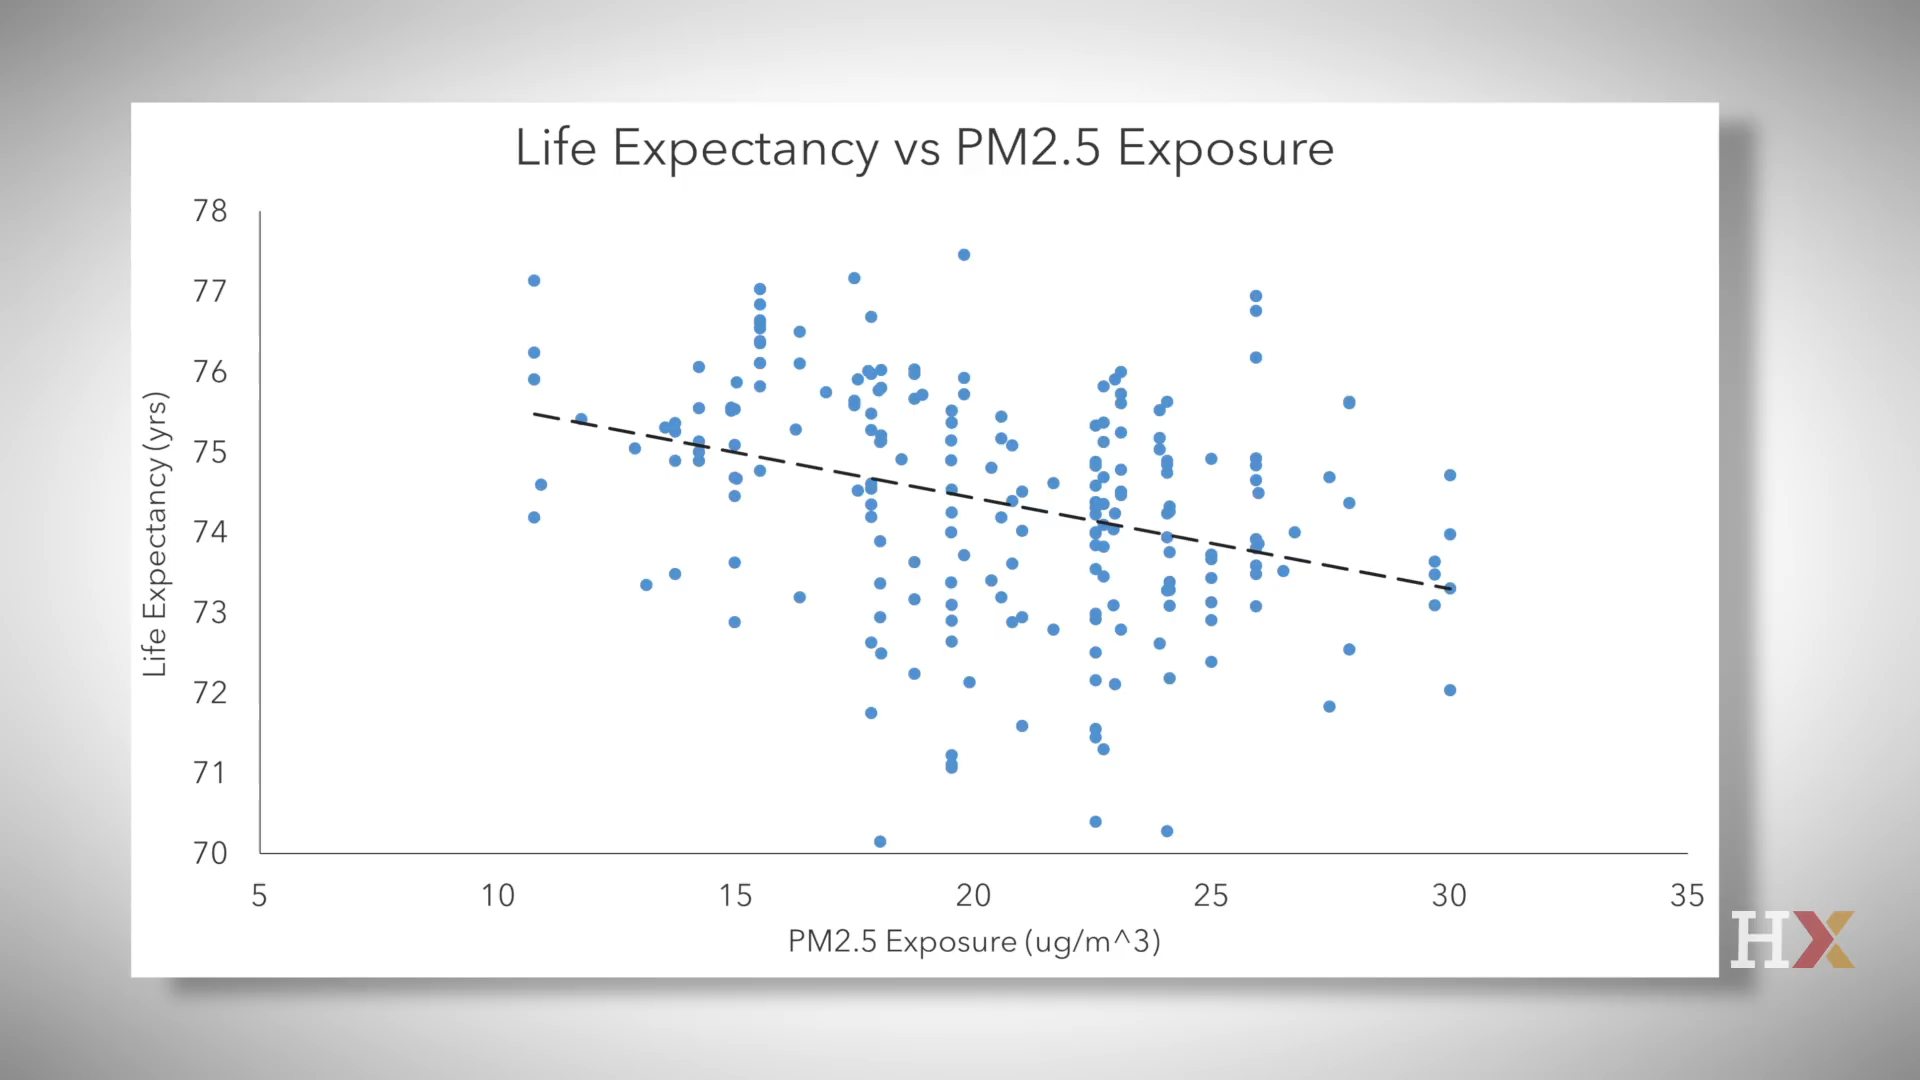 Life Expectancy vs PM2.5 Exposure
Life Expectancy (yrs)
78
77
76
75
74
73
72
71
70
5 10 15 20 25 30 35
PM2.5 Exposure (ug/m^3)
HX